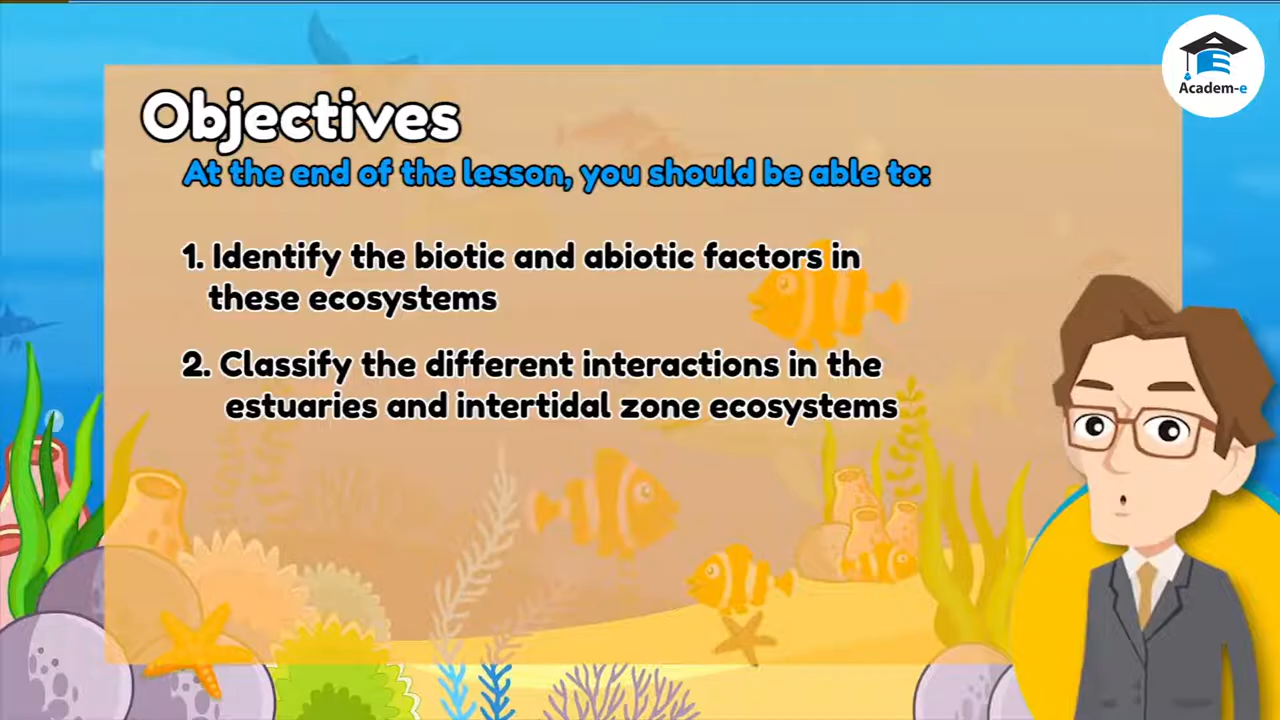 Academ-e
Objectives
At the end of the lesson, you should be able to:
1. Identify the biotic and abiotic factors in
these ecosystems
2. Classify the different interactions in the
estuaries and intertidal zone ecosystems